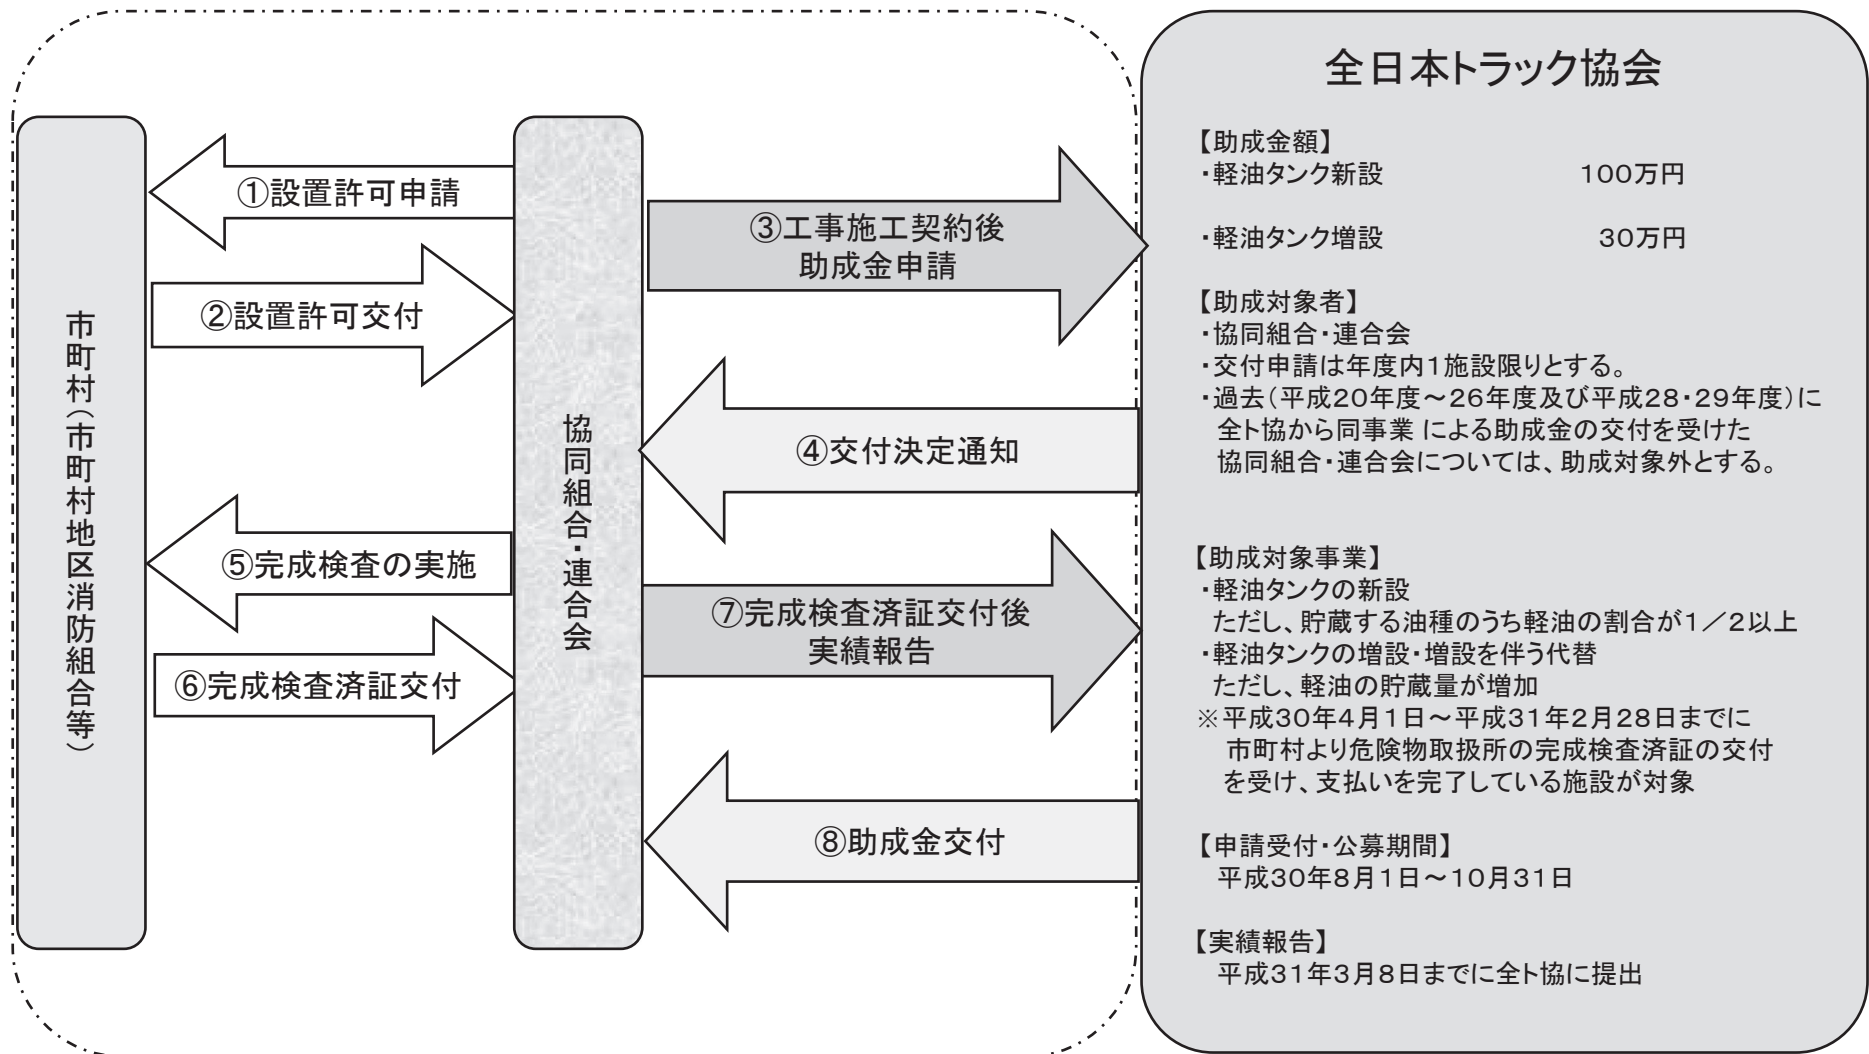 市町村（市町村地区消防組合等）
①設置許可申請
②設置許可交付
⑤完成検査の実施
⑥完成検査済証交付
協同組合・連合会
③工事施工契約後
助成金申請
④交付決定通知
⑦完成検査済証交付後
実績報告
⑧助成金交付
全日本トラック協会
【助成金額】
・軽油タンク新設 100万円
・軽油タンク増設 30万円
【助成対象者】
・協同組合・連合会
・交付申請は年度内1施設限りとする。
・過去（平成20年度～26年度及び平成28・29年度）に
全ト協から同事業 による助成金の交付を受けた
協同組合・連合会については、助成対象外とする。
【助成対象事業】
・軽油タンクの新設
ただし、貯蔵する油種のうち軽油の割合が1／2以上
・軽油タンクの増設・増設を伴う代替
ただし、軽油の貯蔵量が増加
※平成30年4月1日～平成31年2月28日までに
市町村より危険物取扱所の完成検査済証の交付
を受け、支払いを完了している施設が対象
【申請受付・公募期間】
平成30年8月1日～10月31日
【実績報告】
平成31年3月8日までに全ト協に提出